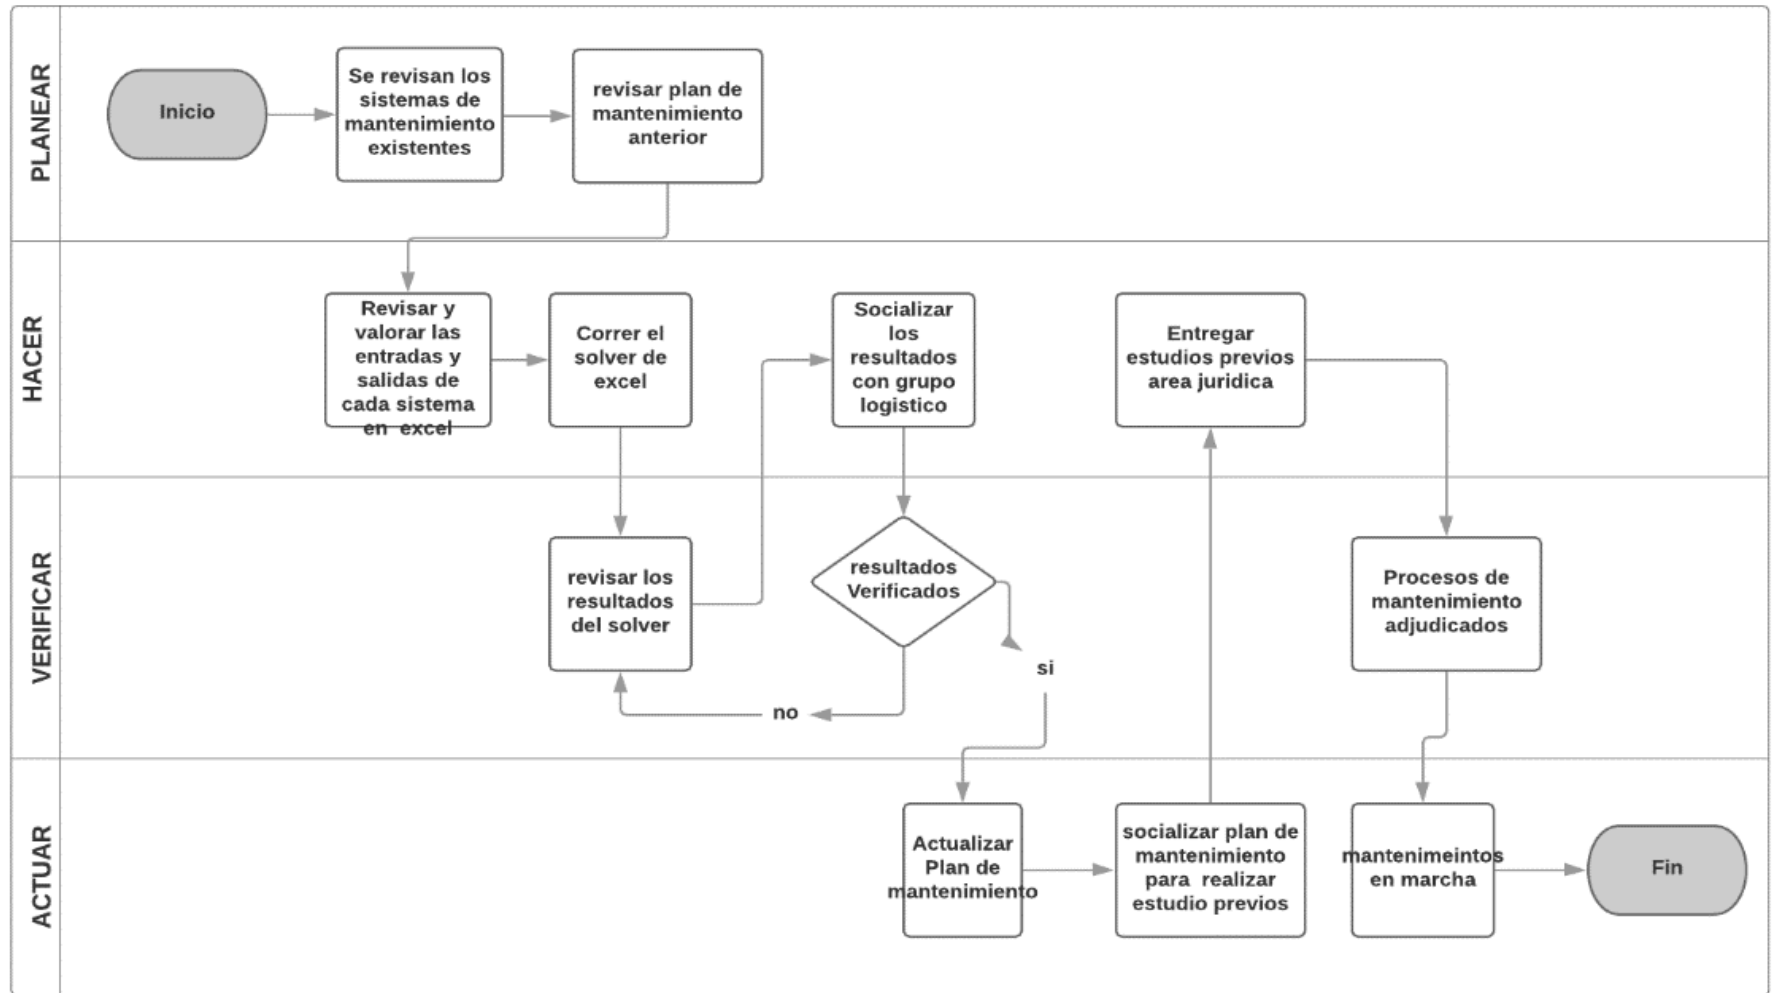 PLANEAR
Inicio
Se revisan los
sistemas de
mantenimiento
existentes
revisar plan de
mantenimiento
anterior
HACER
Revisar y
valorar las
entradas y
salidas de
cada sistema
en excel
Correr el
solver de
excel
Socializar
los
resultados
con grupo
logistico
Entregar
estudios previos
area juridica
VERIFICAR
revisar los
resultados
del solver
resultados
Verificados
si
no
Procesos de
mantenimiento
adjudicados
ACTUAR
Actualizar
Plan de
mantenimiento
socializar plan de
mantenimiento
para realizar
estudio previos
mantenimeintos
en marcha
Fin